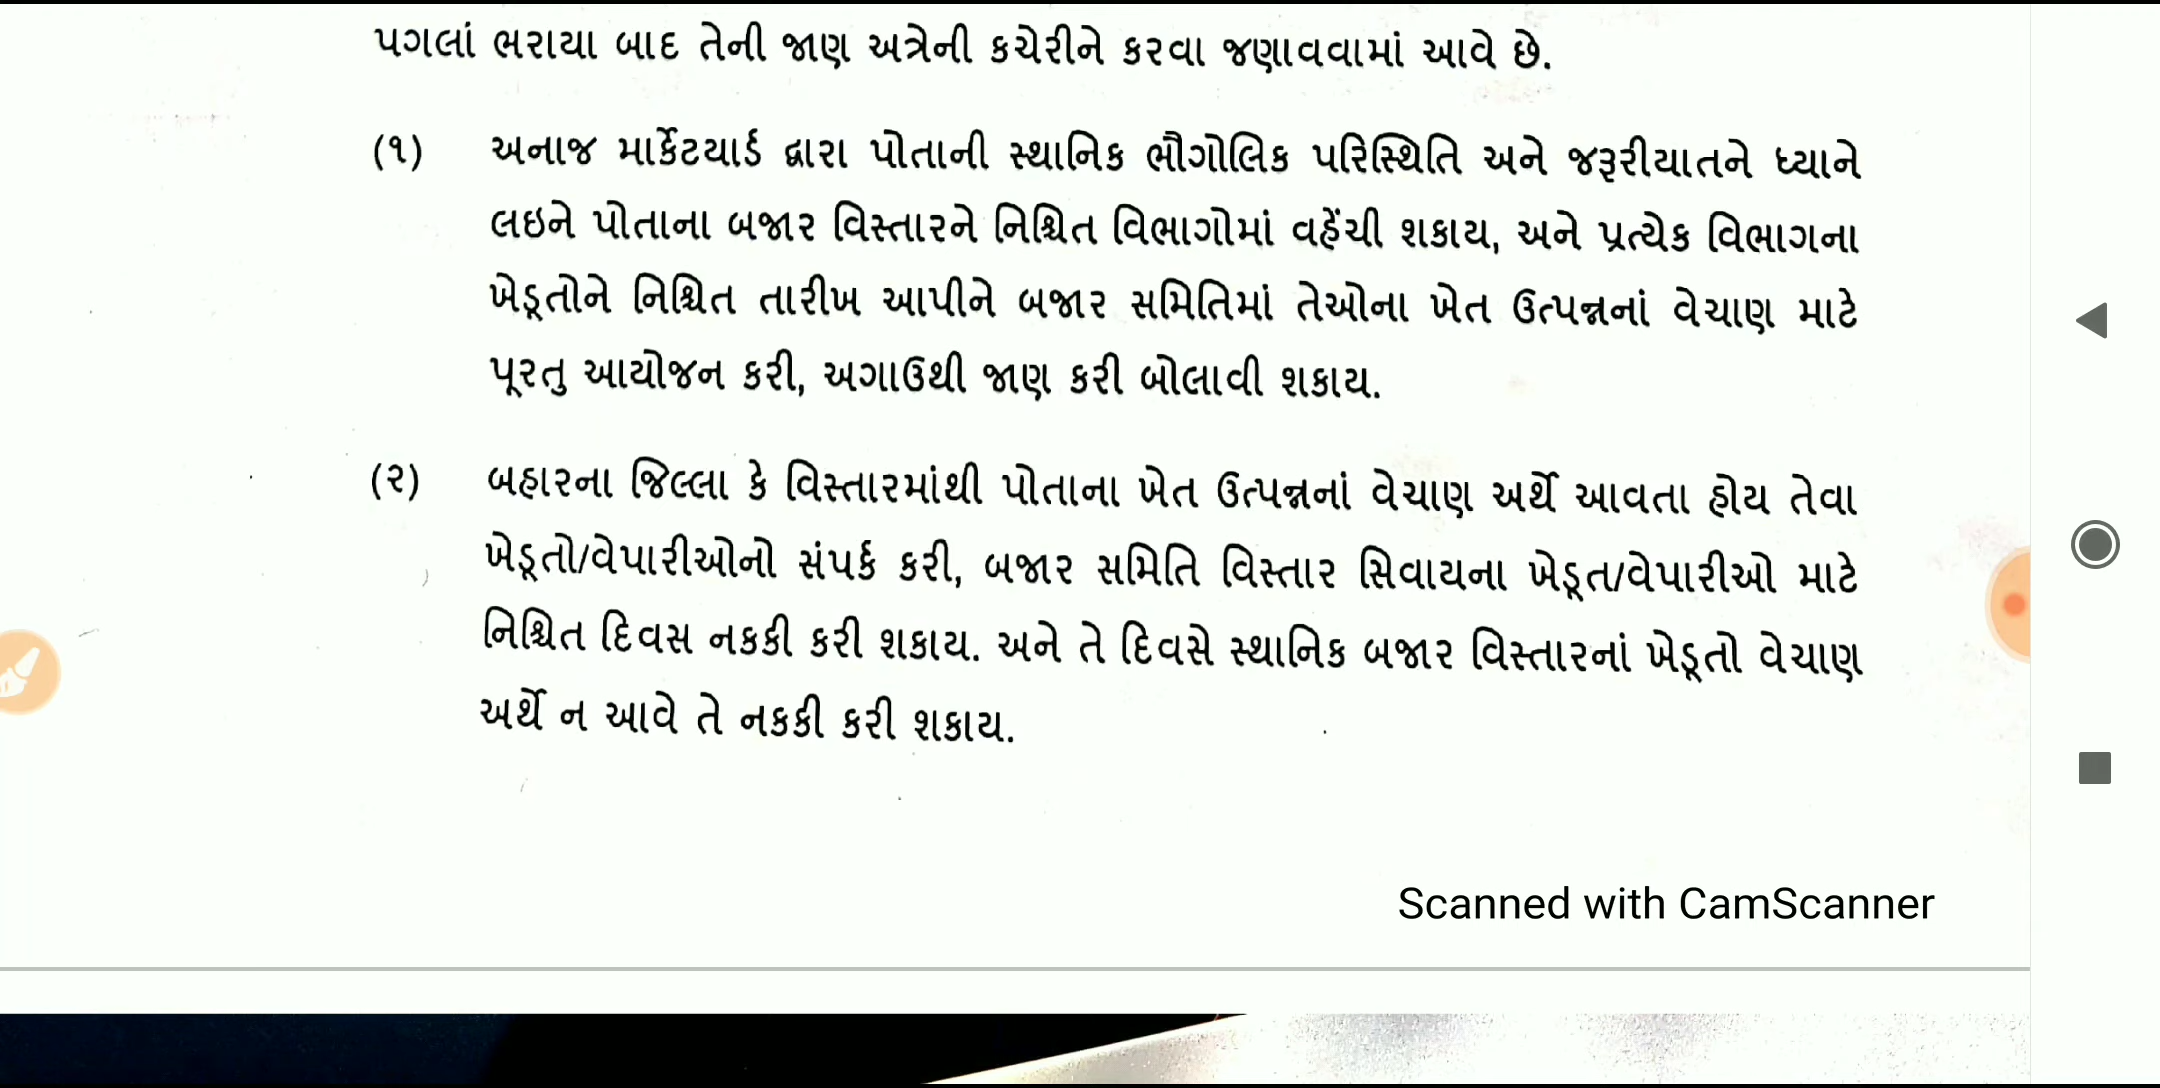 પગલાં ભરાયા બાદ તેની જાણ અત્રેની કચેરીને કરવા જણાવવામાં આવે છે.
(૧) અનાજ માર્કેટયાર્ડ દ્વારા પોતાની સ્થાનિક ભૌગોલિક પરિસ્થિતિ અને જરૂરીયાતને ધ્યાને
લઇને પોતાના બજાર વિસ્તારને નિશ્ચિત વિભાગોમાં વહેંચી શકાય, અને પ્રત્યેક વિભાગના
ખેડૂતોને નિશ્ચિત તારીખ આપીને બજાર સમિતિમાં તેઓના ખેત ઉત્પન્નનાં વેચાણ માટે
પૂરતુ આયોજન કરી, અગાઉથી જાણ કરી બોલાવી શકાય.
(૨) બહારના જિલ્લા કે વિસ્તારમાંથી પોતાના ખેત ઉત્પન્નનાં વેચાણ અર્થે આવતા હોય તેવા
ખેડૂતો/વેપારીઓનો સંપર્ક કરી, બજાર સમિતિ વિસ્તાર સિવાયના ખેડૂત/વેપારીઓ માટે
નિશ્ચિત દિવસ નકકી કરી શકાય. અને તે દિવસે સ્થાનિક બજાર વિસ્તારનાં ખેડૂતો વેચાણ
અર્થે ન આવે તે નકકી કરી શકાય.
Scanned with CamScanner